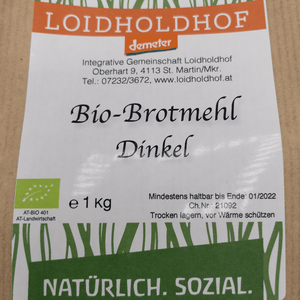 LOIDHOLDHOF
demeter
Integrative Gemeinschaft Loidholdhof
Oberhart 9, 4113 St. Martin/Mkr.
Tel.: 07232/3672, www.loidholdhof.at
Bio-Brotmehl
Dinkel
e 1 Kg
Mindestens haltbar bis Ende: 01/2022
Ch.Nr.: 21092
Trocken lagern, vor Wärme schützen
AT-BIO 401
AT-Landwirtschaft
NATÜRLICH. SOZIAL.